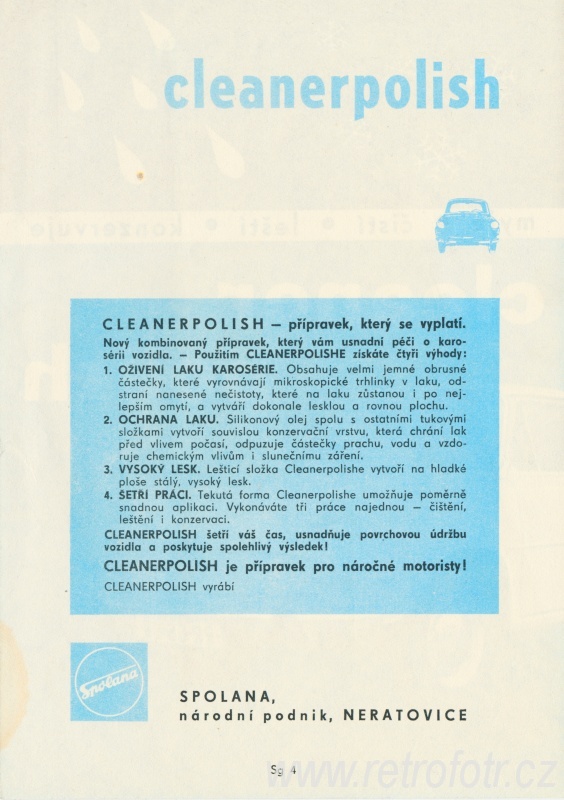 cleanerpolish
CLEANERPOLISH – přípravek, který se vyplatí.
Nový kombinovaný přípravek, který vám usnadní péči o karo-
sérii vozidla. – Použitím CLEANERPOLISHE získáte čtyři výhody:
1. OŽIVENÍ LAKU KAROSÉRIE. Obsahuje velmi jemné obrusné
částečky, které vyrovnávají mikroskopické trhlinky v laku, od-
straní nanesené nečistoty, které na laku zůstanou i po nej-
lepším omytí, a vytváří dokonale lesklou a rovnou plochu.
2. OCHRANA LAKU. Silikonový olej spolu s ostatními tukovými
složkami vytvoří souvislou konzervační vrstvu, která chrání lak
před vlivem počasí, odpuzuje částečky prachu, vodu a vzdo-
ruje chemickým vlivům i slunečnímu záření.
3. VYSOKÝ LESK. Lešticí složka Cleanerpolishe vytvoří na hladké
ploše stálý, vysoký lesk.
4. ŠETŘÍ PRÁCI. Tekutá forma Cleanerpolishe umožňuje poměrně
snadnou aplikaci. Vykonáváte tři práce najednou – čištění,
leštění i konzervaci.
CLEANERPOLISH šetří váš čas, usnadňuje povrchovou údržbu
vozidla a poskytuje spolehlivý výsledek!
CLEANERPOLISH je přípravek pro náročné motoristy!
CLEANERPOLISH vyrábí
Spolana
SPOLANA,
národní podnik, NERATOVICE
Sg 4
www.retrofotr.cz